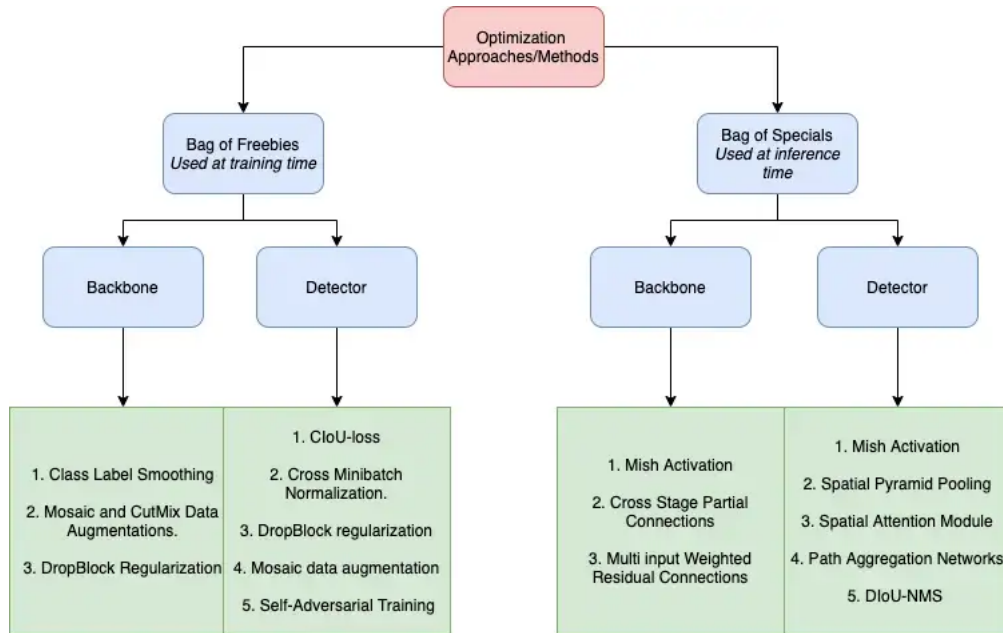 Optimization
Approaches/Methods
Bag of Freebies
Used at training time
Bag of Specials
Used at inference
time
Backbone
Detector
Backbone
Detector
1. Class Label Smoothing
2. Mosaic and CutMix Data
Augmentations.
3. DropBlock Regularization
1. CIoU-loss
2. Cross Minibatch
Normalization.
3. DropBlock regularization
4. Mosaic data augmentation
5. Self-Adversarial Training
1. Mish Activation
2. Cross Stage Partial
Connections
3. Multi input Weighted
Residual Connections
1. Mish Activation
2. Spatial Pyramid Pooling
3. Spatial Attention Module
4. Path Aggregation Networks
5. DIoU-NMS